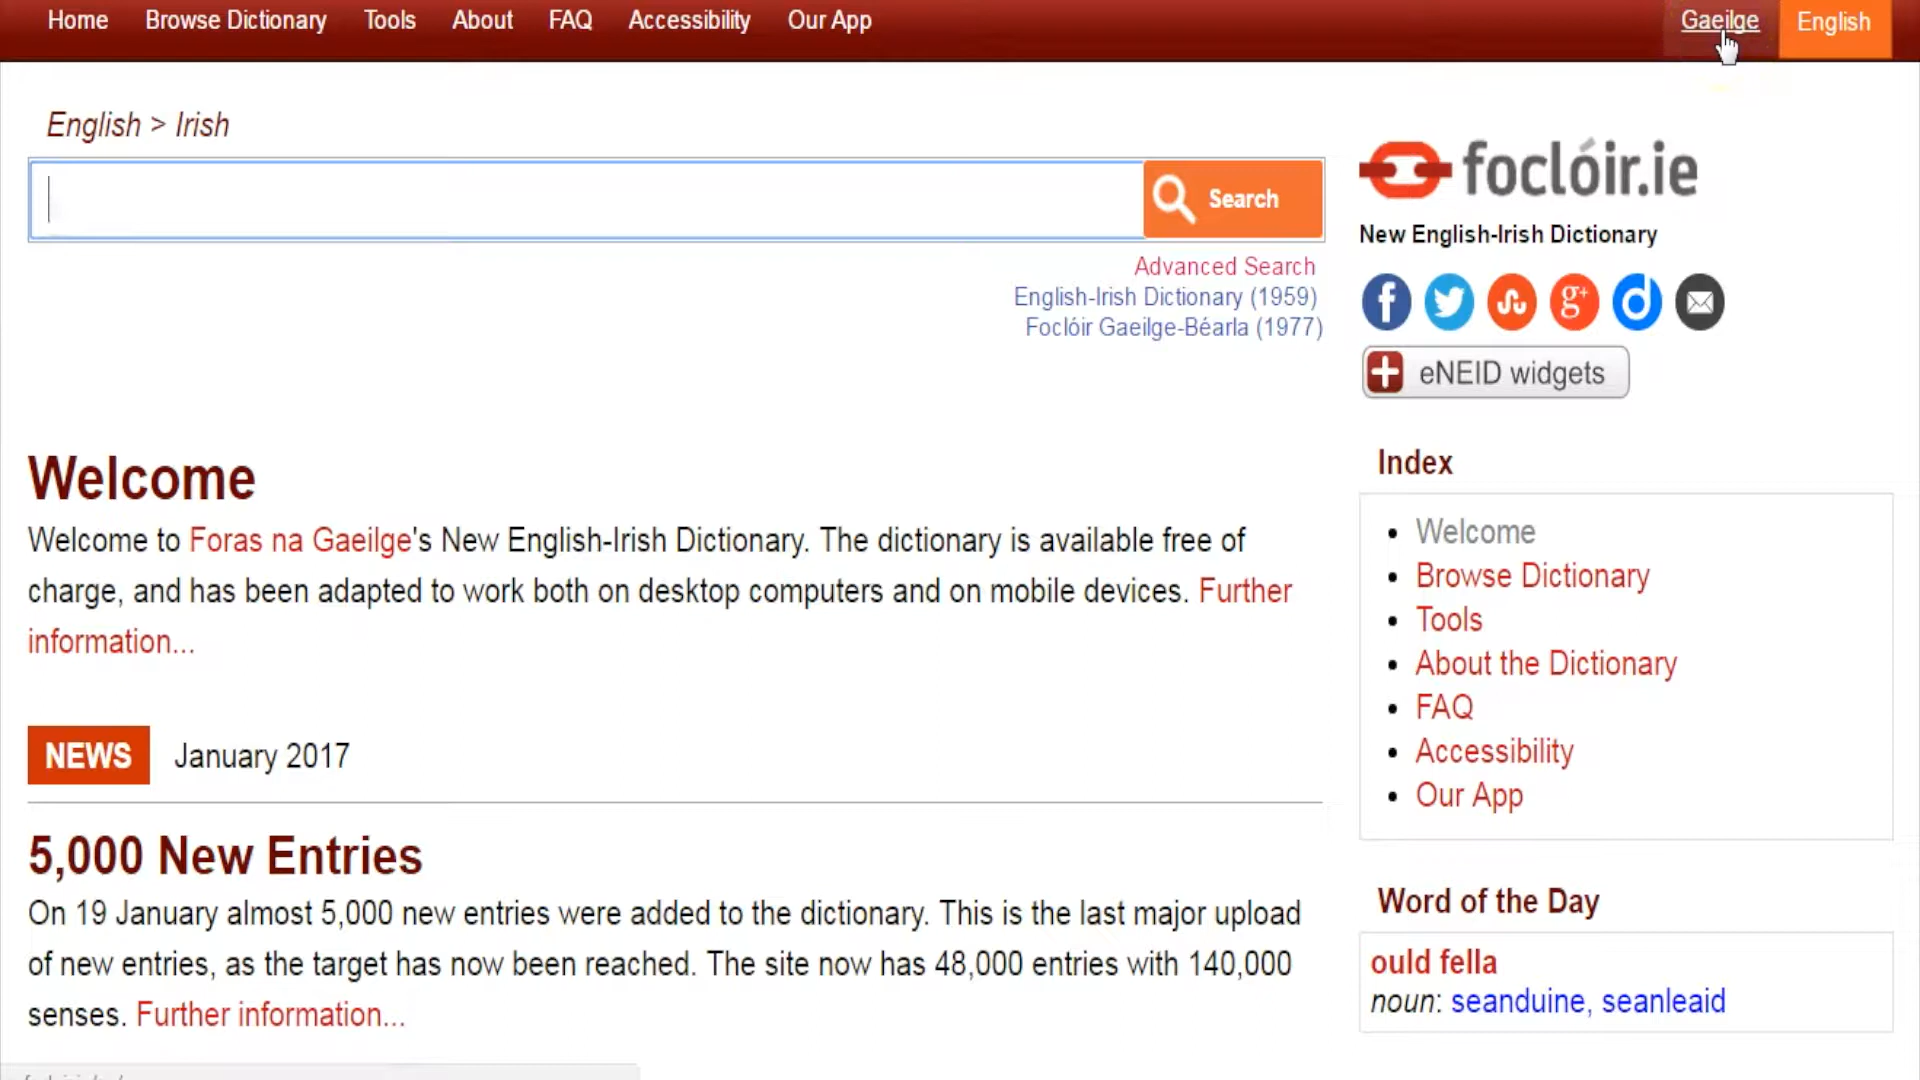 Home Browse Dictionary Tools About FAQ Accessibility Our App Gaeilge English
English > Irish
Search
Advanced Search
English-Irish Dictionary (1959)
Foclóir Gaeilge-Béarla (1977)
foclóir.ie
New English-Irish Dictionary
eNEID widgets
Welcome
Welcome to Foras na Gaeilge's New English-Irish Dictionary. The dictionary is available free of
charge, and has been adapted to work both on desktop computers and on mobile devices. Further
information...
NEWS January 2017
5,000 New Entries
On 19 January almost 5,000 new entries were added to the dictionary. This is the last major upload
of new entries, as the target has now been reached. The site now has 48,000 entries with 140,000
senses. Further information...
Index
Welcome
Browse Dictionary
Tools
About the Dictionary
FAQ
Accessibility
Our App
Word of the Day
ould fella
noun: seanduine, seanleaid